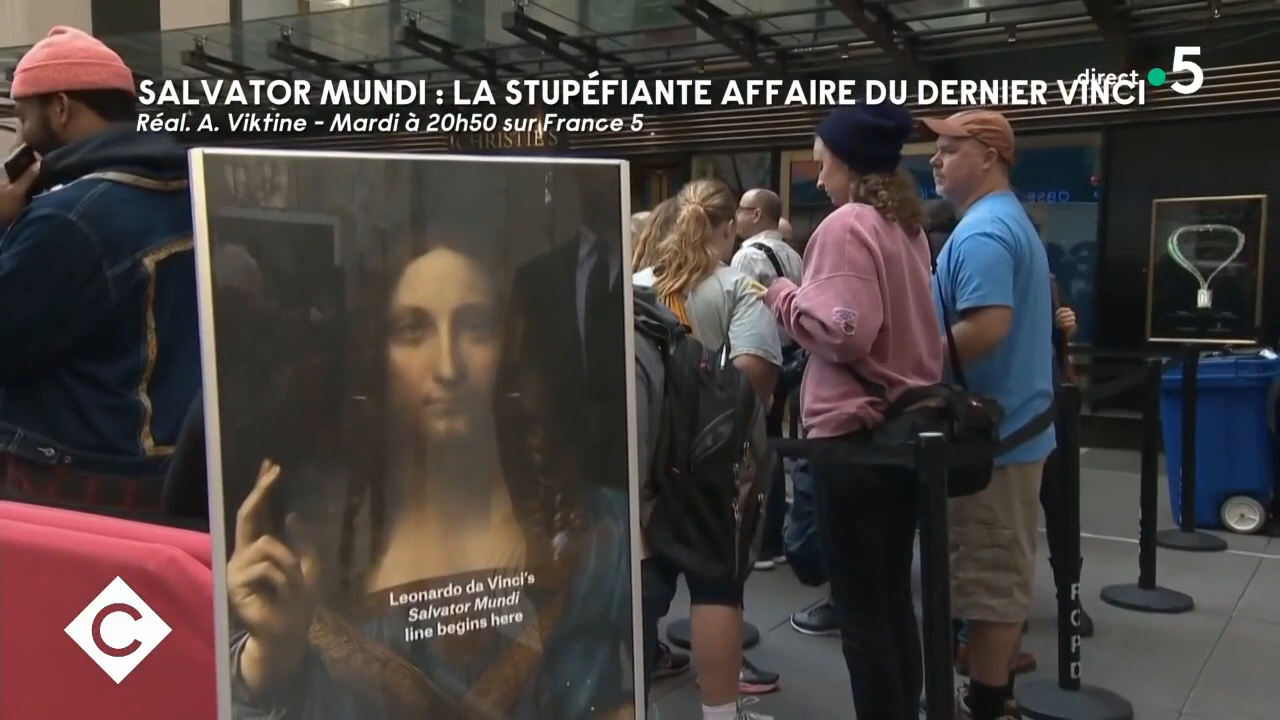 SALVATOR MUNDI : LA STUPÉFIANTE AFFAIRE DU DERNIER VINCI
direct 5
Réal. A. Viktine - Mardi à 20h50 sur France 5
CHRISTIE'S
Leonardo da Vinci's
Salvator Mundi
line begins here
C